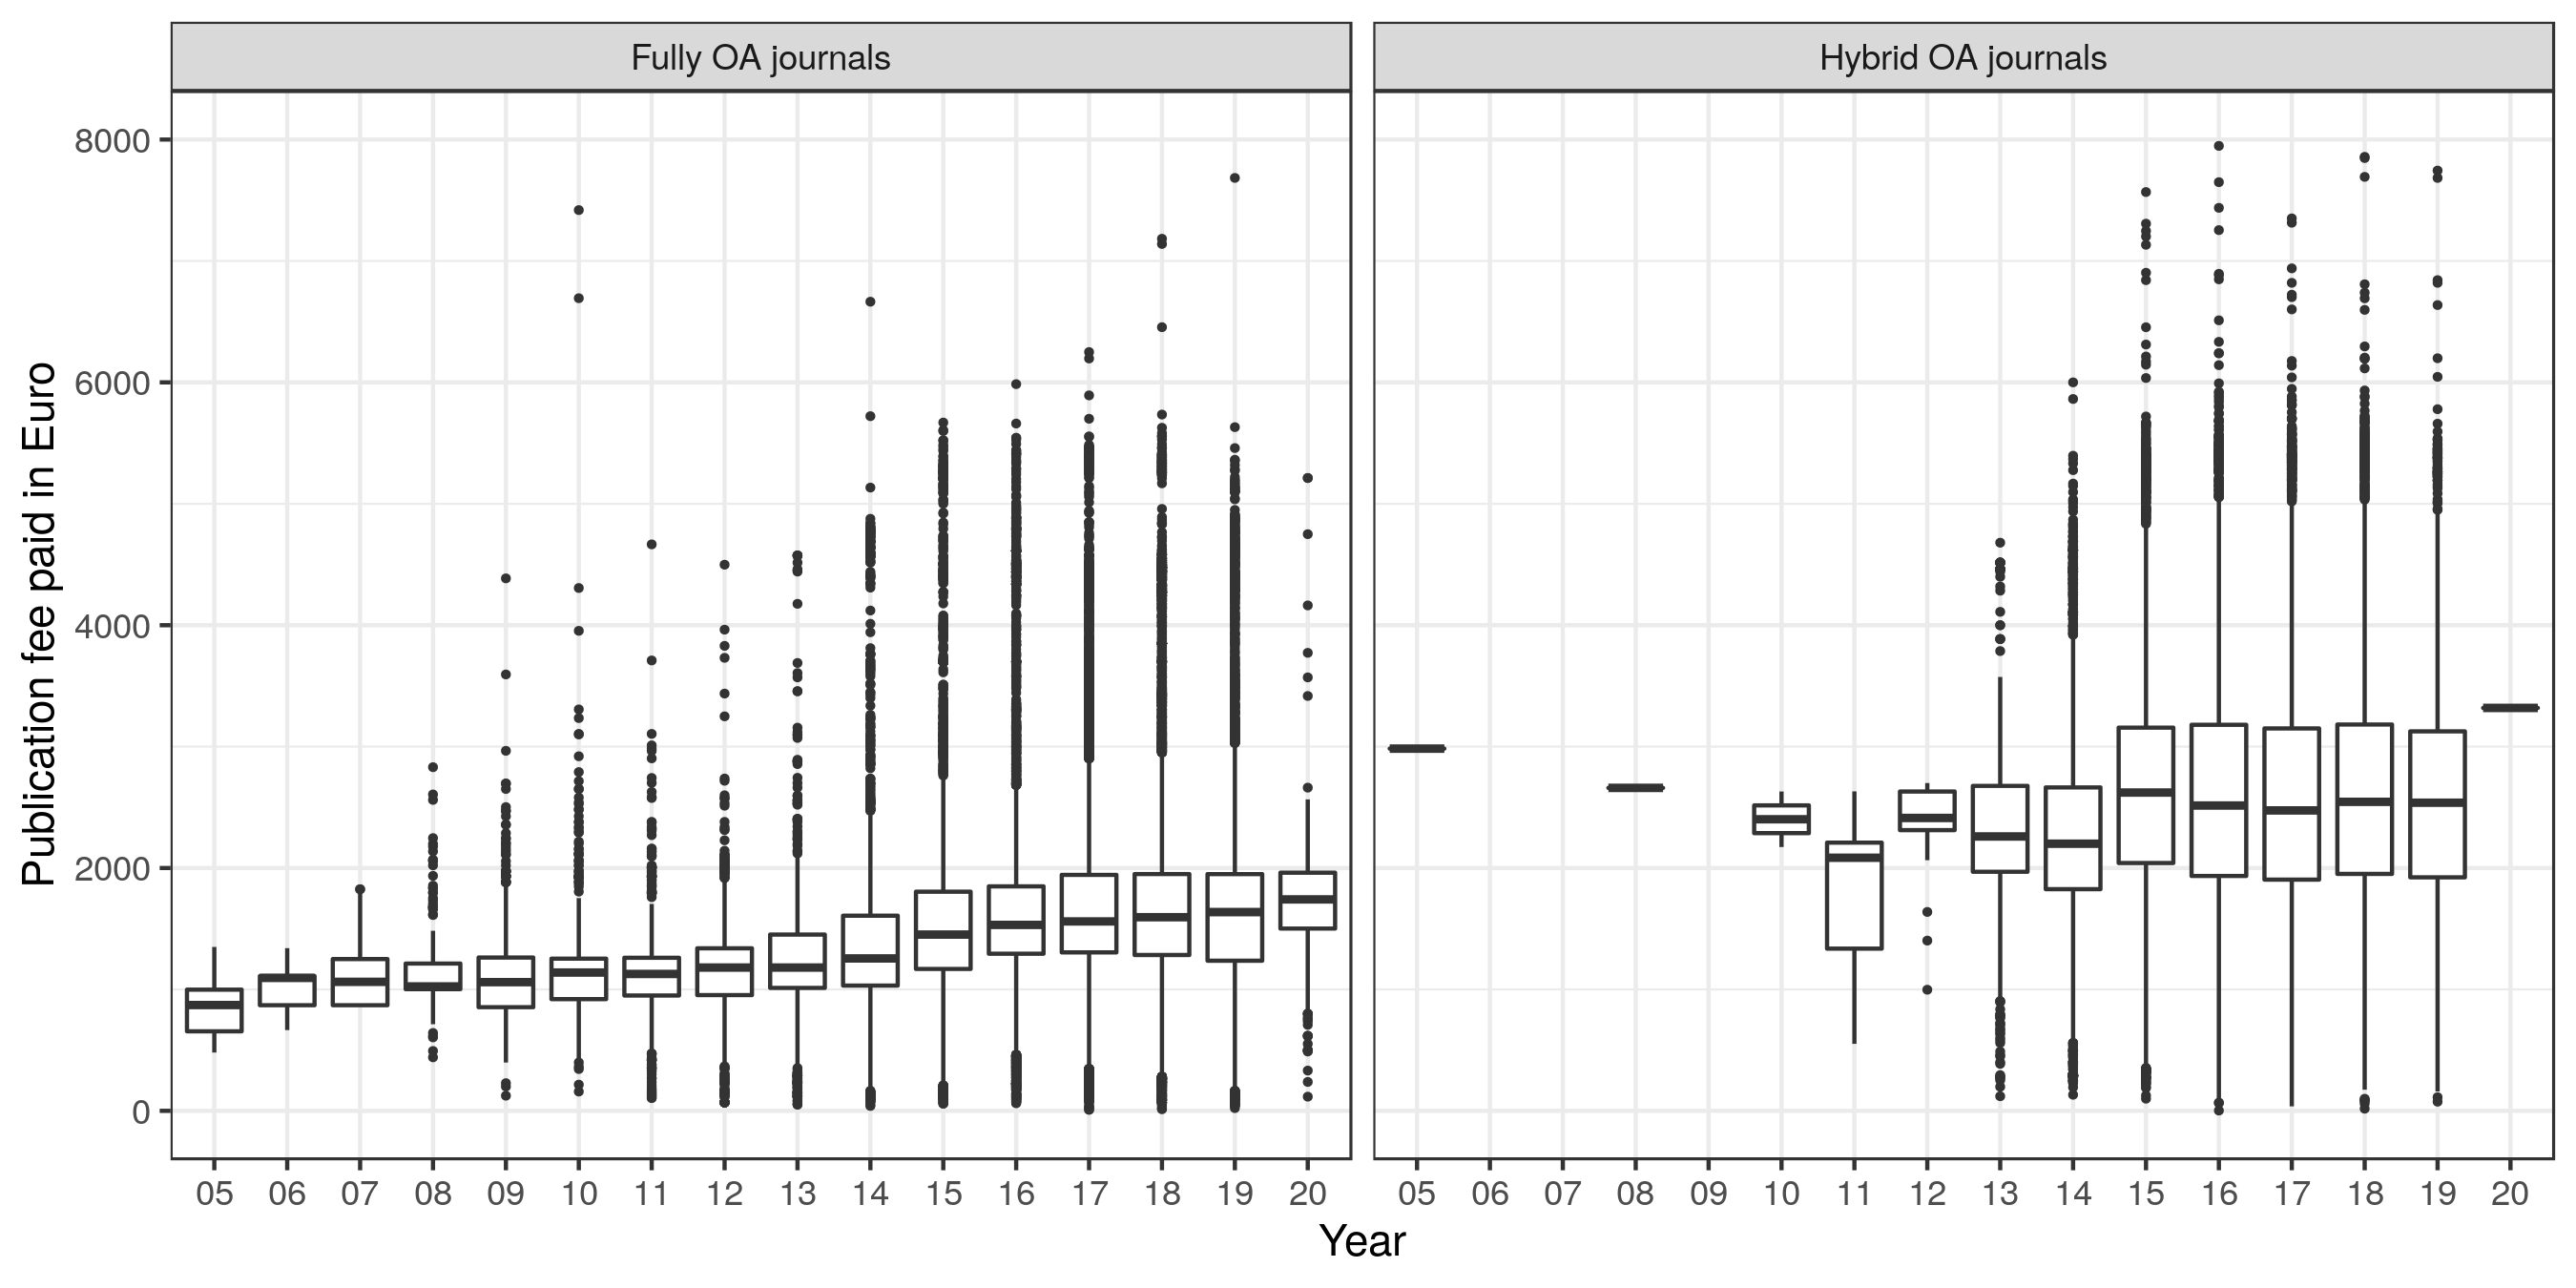 Fully OA journals
Hybrid OA journals
Publication fee paid in Euro
8000
6000
4000
2000
0
05 06 07 08 09 10 11 12 13 14 15 16 17 18 19 20
05 06 07 08 09 10 11 12 13 14 15 16 17 18 19 20
Year